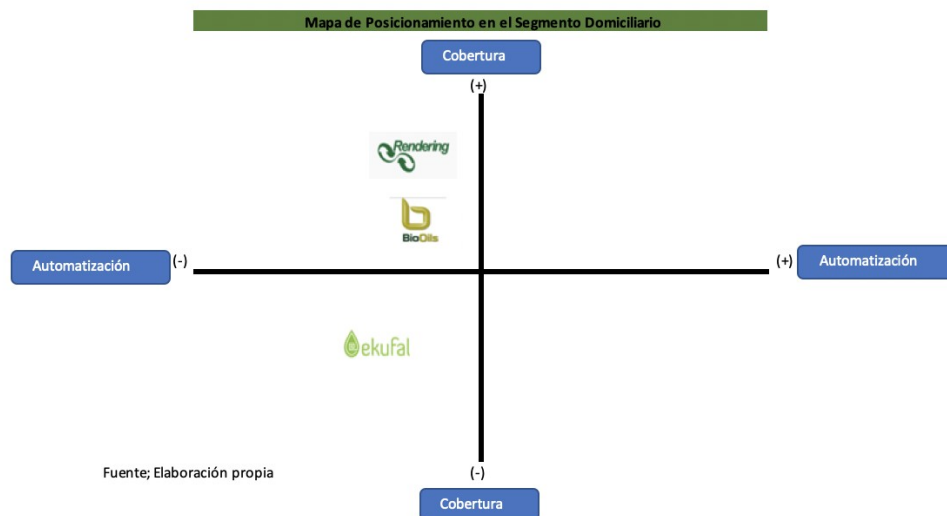 Mapa de Posicionamiento en el Segmento Domiciliario
Cobertura
(+)
Rendering
BioOils
Automatización
(-)
(+)
Automatización
ekufal
Fuente; Elaboración propia
(-)
Cobertura